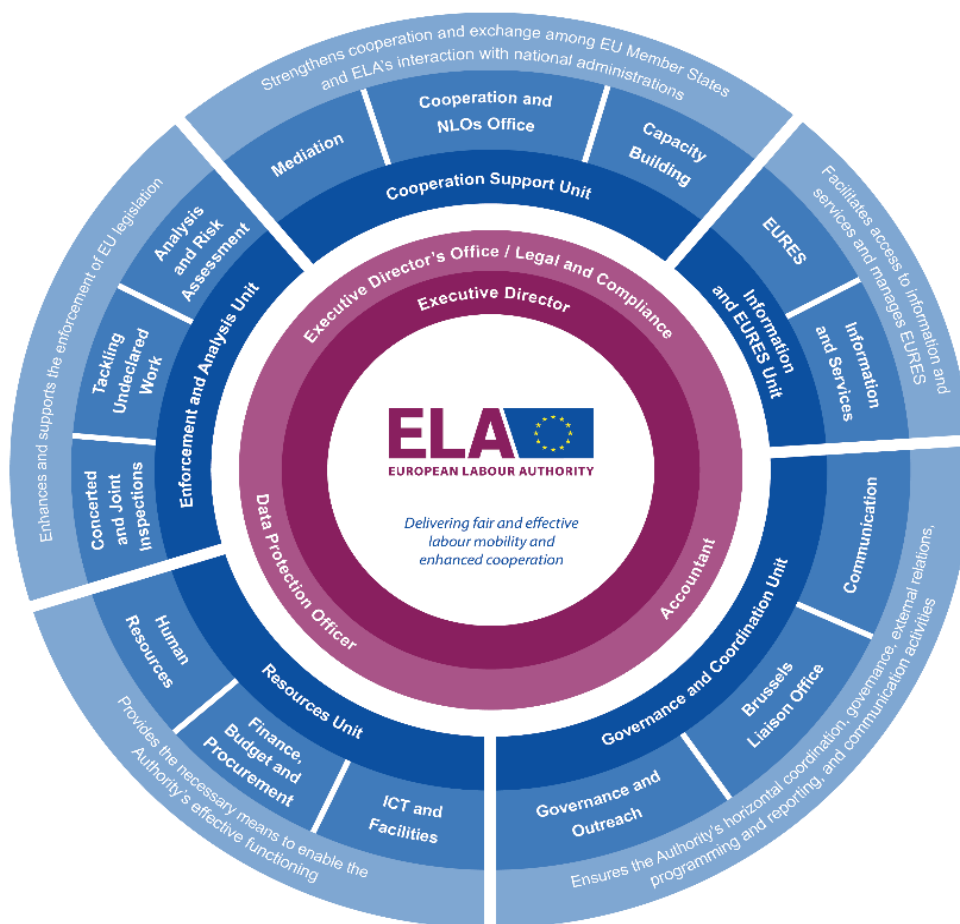 Strengthens cooperation and exchange among EU Member States
and ELA's interaction with national administrations
Mediation
Cooperation and
NLOs Office
Capacity
Building
Cooperation Support Unit
Facilitates access to information and
services and manages EURES
EURES
Information
and Services
Information
and EURES Unit
Enhances and supports the enforcement of EU legislation
Analysis
and Risk
Assessment
Tackling
Undeclared
Work
Concerted
and Joint
Inspections
Enforcement and Analysis Unit
Executive Director's Office / Legal and Compliance
Executive Director
ELA
EUROPEAN LABOUR AUTHORITY
Delivering fair and effective
labour mobility and
enhanced cooperation
Data Protection Officer
Accountant
Communication
Brussels
Liaison Office
Governance and
Outreach
Governance and Coordination Unit
Ensures the Authority's horizontal coordination, governance, external relations,
programming and reporting, and communication activities
Human
Resources
Finance,
Budget and
Procurement
ICT and
Facilities
Resources Unit
Provides the necessary means to enable the
Authority's effective functioning